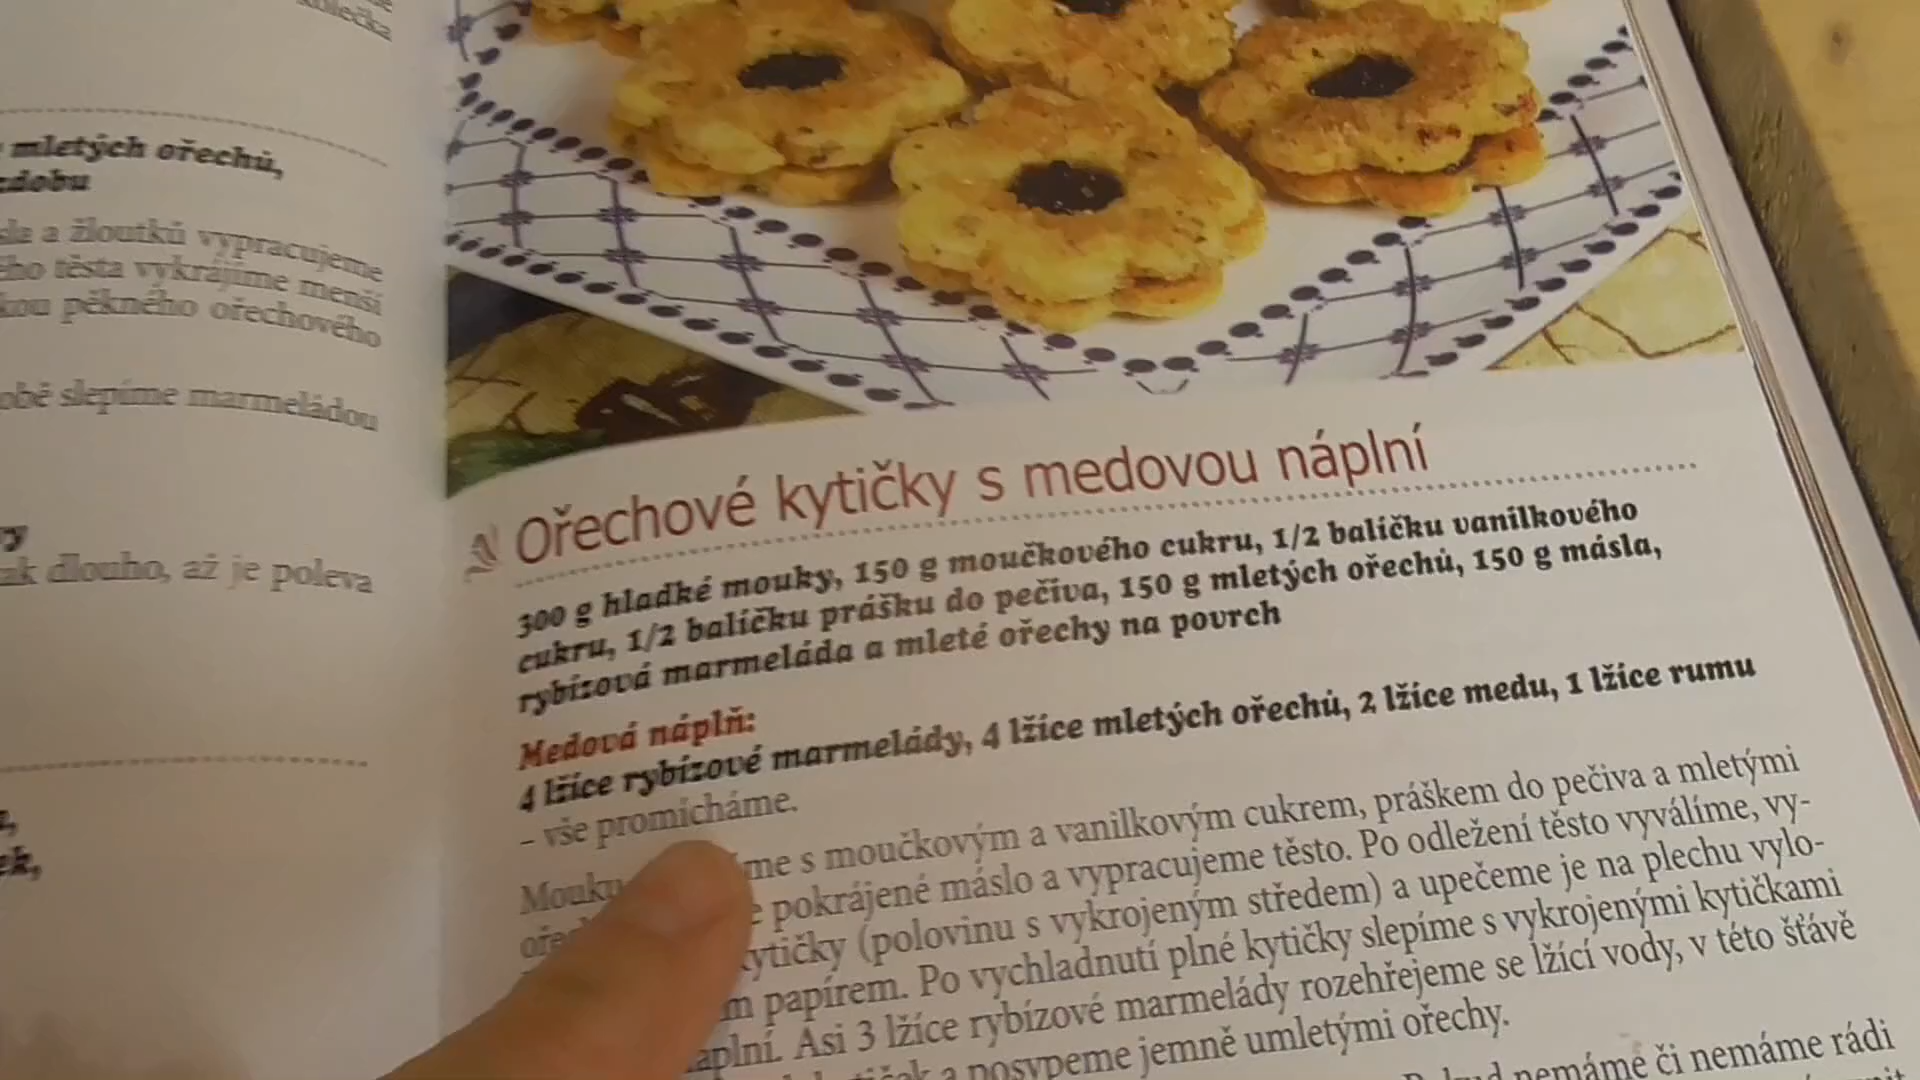 mletých ořechů,
zdobu
a žloutků vypracujeme
těsta vykrájíme menší
pěkného ořechového
slepíme marmeládou
dlouho, až je poleva
Ořechové kytičky s medovou náplní
300 g hladké mouky, 150 g moučkového cukru, 1/2 balíčku vanilkového
cukru, 1/2 balíčku prášku do pečiva, 150 g mletých ořechů, 150 g másla,
rybízová marmeláda a mleté ořechy na povrch
Medová náplň:
4 lžíce rybízové marmelády, 4 lžíce mletých ořechů, 2 lžíce medu, 1 lžíce rumu
– vše promícháme.
Mouku me s moučkovým a vanilkovým cukrem, práškem do pečiva a mletými
pokrájené máslo a vypracujeme těsto. Po odležení těsto vyválíme, vy-
kytičky (polovinu s vykrojeným středem) a upečeme je na plechu vylo-
papírem. Po vychladnutí plné kytičky slepíme s vykrojenými kytičkami
náplní. Asi 3 lžíce rybízové marmelády rozehřejeme se lžící vody, v této šťávě
a posypeme jemně umletými ořechy.
nemáme či nemáme rádi